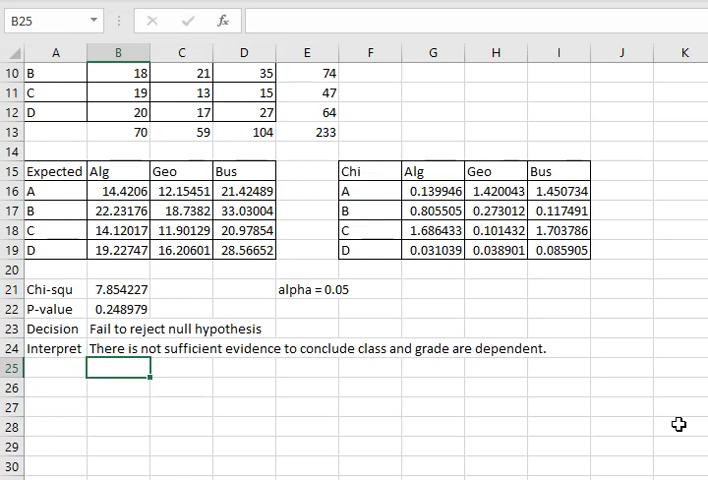 B25 fx
A B C D E F G H I J K
10 B 18 21 35 74
11 C 19 13 15 47
12 D 20 17 27 64
13 70 59 104 233
14
15 Expected Alg Geo Bus Chi Alg Geo Bus
16 A 14.4206 12.15451 21.42489 A 0.139946 1.420043 1.450734
17 B 22.23176 18.7382 33.03004 B 0.805505 0.273012 0.117491
18 C 14.12017 11.90129 20.97854 C 1.686433 0.101432 1.703786
19 D 19.22747 16.20601 28.56652 D 0.031039 0.038901 0.085905
20
21 Chi-squ 7.854227 alpha = 0.05
22 P-value 0.248979
23 Decision Fail to reject null hypothesis
24 Interpret There is not sufficient evidence to conclude class and grade are dependent.
25
26
27
28
29
30